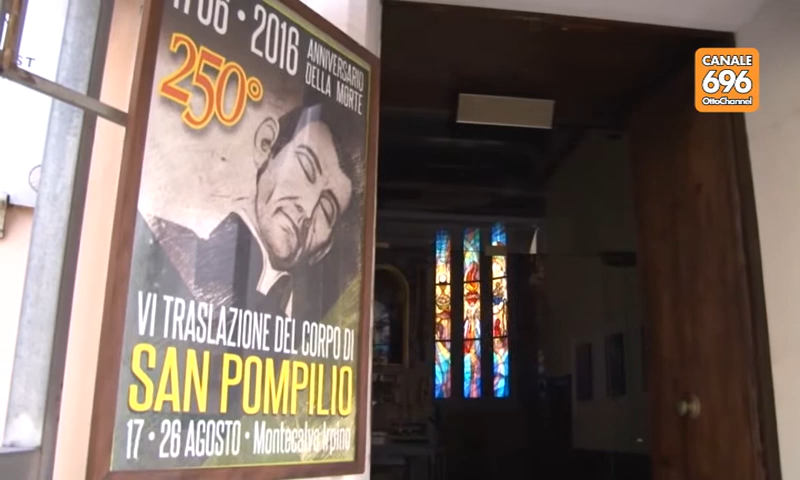 2016
ANNIVERSARIO
DELLA MORTE
250°
VI TRASLAZIONE DEL CORPO DI
SAN POMPILIO
17 • 26 AGOSTO • Montecalvo Irpino
CANALE
696
OttoChannel
ST